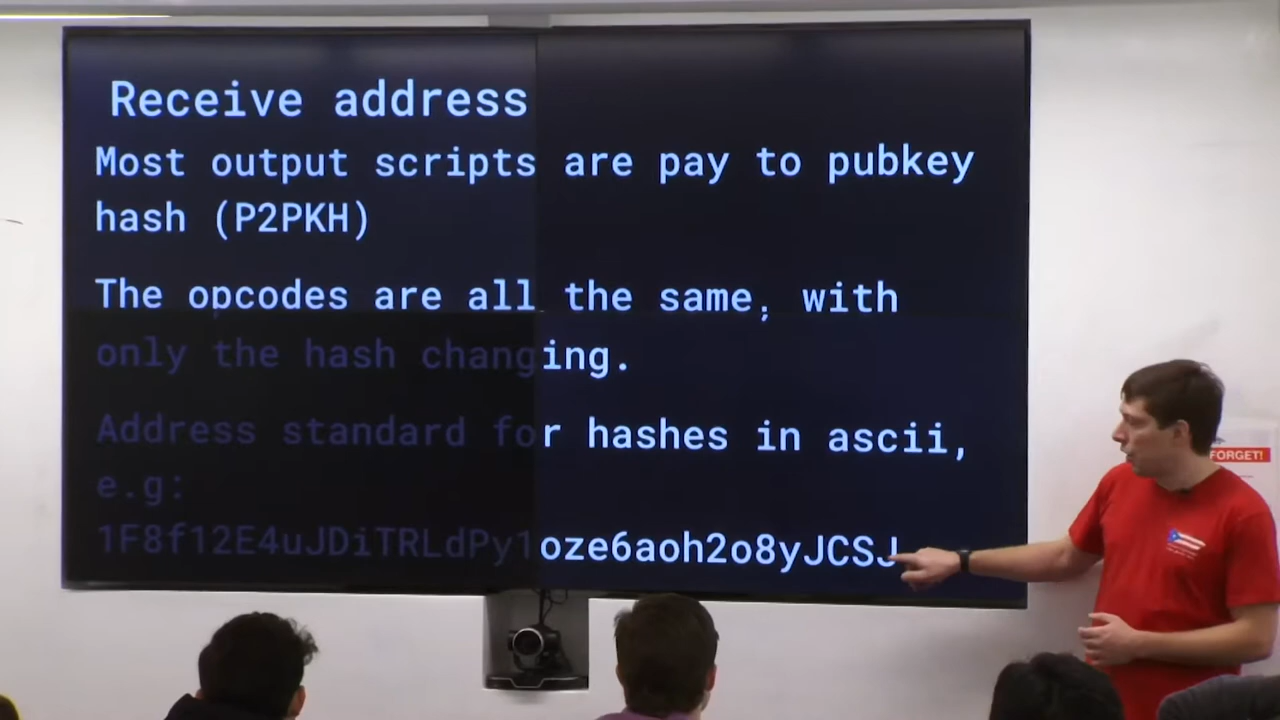 Receive address
Most output scripts are pay to pubkey
hash (P2PKH)
The opcodes are all the same, with
only the hash changing.
Address standard for hashes in ascii,
e.g:
1F8f12E4uJDiTRLdPy1oze6aoh2o8yJCSJ
FORGET!